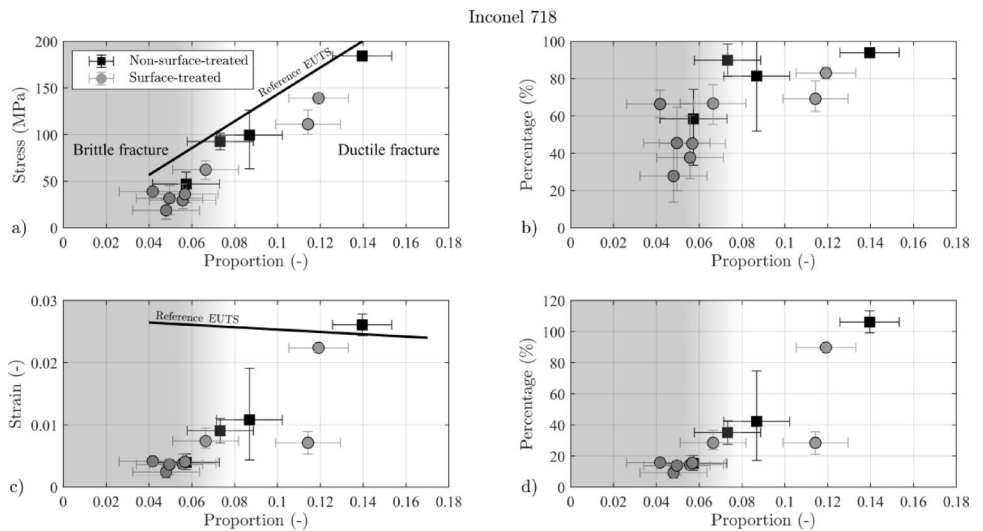 Inconel 718
a)
Stress (MPa)
200
150
100
50
0
Non-surface-treated
Surface-treated
Reference EUTS
Brittle fracture
Ductile fracture
0 0.02 0.04 0.06 0.08 0.1 0.12 0.14 0.16 0.18
Proportion (-)
b)
Percentage (%)
100
80
60
40
20
0
0 0.02 0.04 0.06 0.08 0.1 0.12 0.14 0.16 0.18
Proportion (-)
c)
Strain (-)
0.03
0.02
0.01
0
Reference EUTS
0 0.02 0.04 0.06 0.08 0.1 0.12 0.14 0.16 0.18
Proportion (-)
d)
Percentage (%)
120
100
80
60
40
20
0
0 0.02 0.04 0.06 0.08 0.1 0.12 0.14 0.16 0.18
Proportion (-)